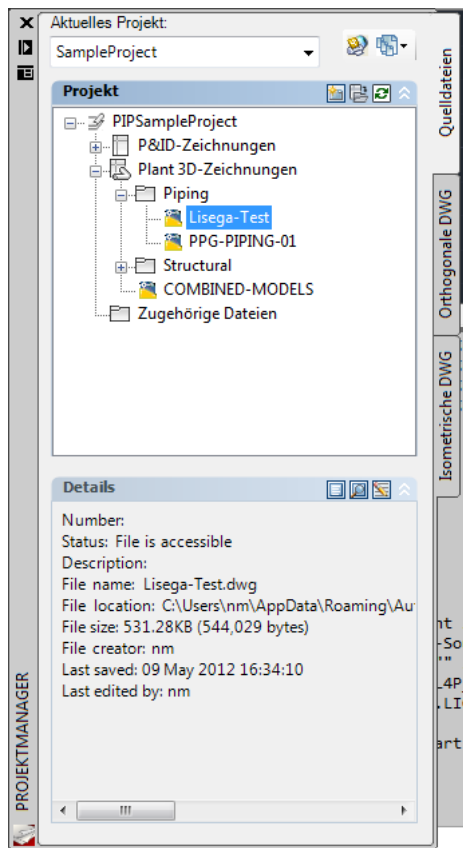 Aktuelles Projekt:
SampleProject
Projekt
PIPSampleProject
P&ID-Zeichnungen
Plant 3D-Zeichnungen
Piping
Lisega-Test
PPG-PIPING-01
Structural
COMBINED-MODELS
Zugehörige Dateien
Details
Number:
Status: File is accessible
Description:
File name: Lisega-Test.dwg
File location: C:\Users\nm\AppData\Roaming\Au
File size: 531.28KB (544,029 bytes)
File creator: nm
Last saved: 09 May 2012 16:34:10
Last edited by: nm
PROJEKTMANAGER
Quelldateien
Orthogonale DWG
Isometrische DWG